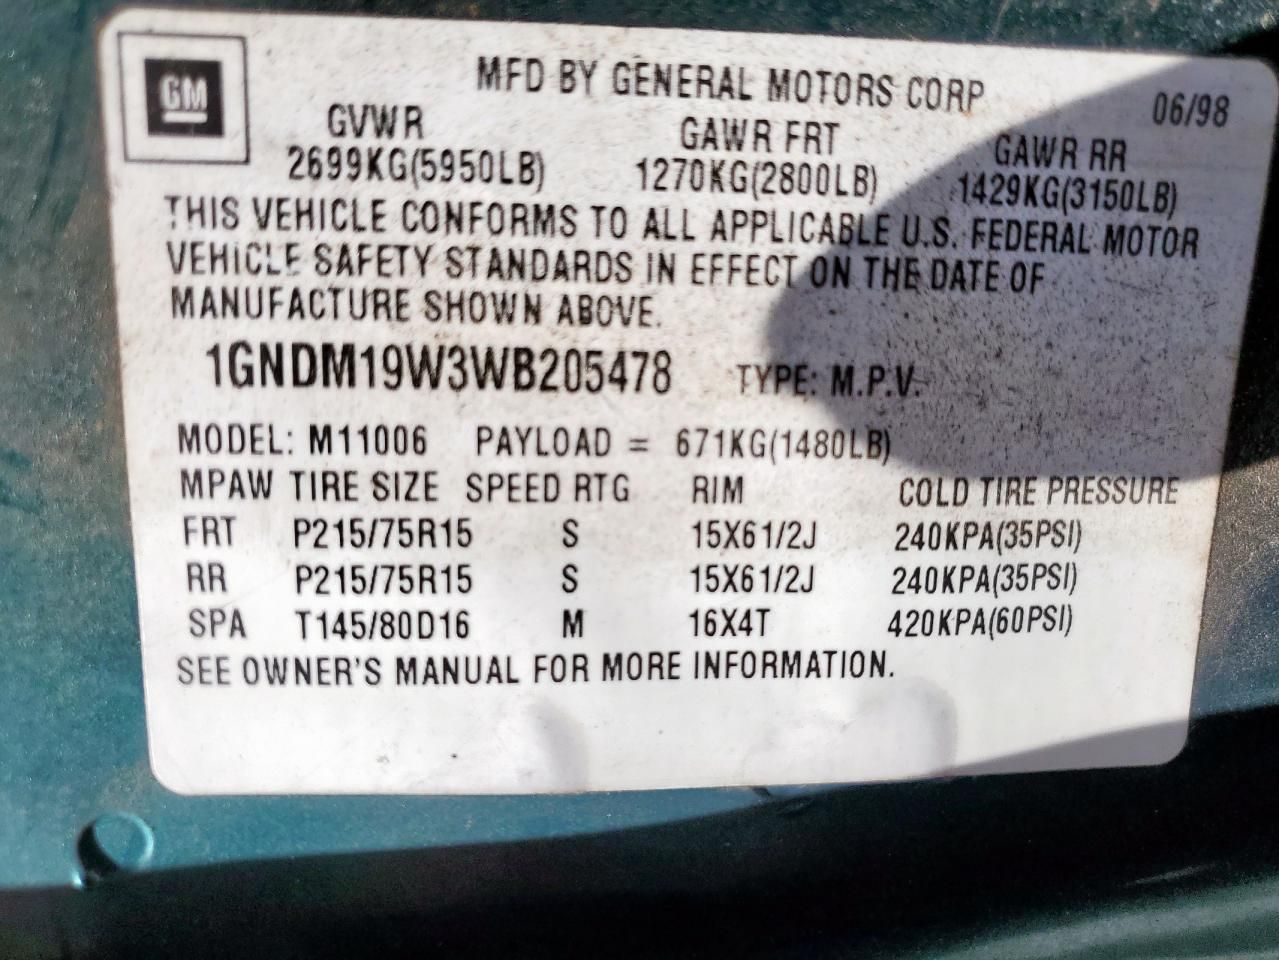 GM
MFD BY GENERAL MOTORS CORP 06/98
GVWR GAWR FRT GAWR RR
2699KG(5950LB) 1270KG(2800LB) 1429KG(3150LB)
THIS VEHICLE CONFORMS TO ALL APPLICABLE U.S. FEDERAL MOTOR
VEHICLE SAFETY STANDARDS IN EFFECT ON THE DATE OF
MANUFACTURE SHOWN ABOVE.
1GNDM19W3WB205478 TYPE: M.P.V.
MODEL: M11006 PAYLOAD = 671KG(1480LB)
MPAW TIRE SIZE SPEED RTG RIM COLD TIRE PRESSURE
FRT P215/75R15 S 15X61/2J 240KPA(35PSI)
RR P215/75R15 S 15X61/2J 240KPA(35PSI)
SPA T145/80D16 M 16X4T 420KPA(60PSI)
SEE OWNER'S MANUAL FOR MORE INFORMATION.